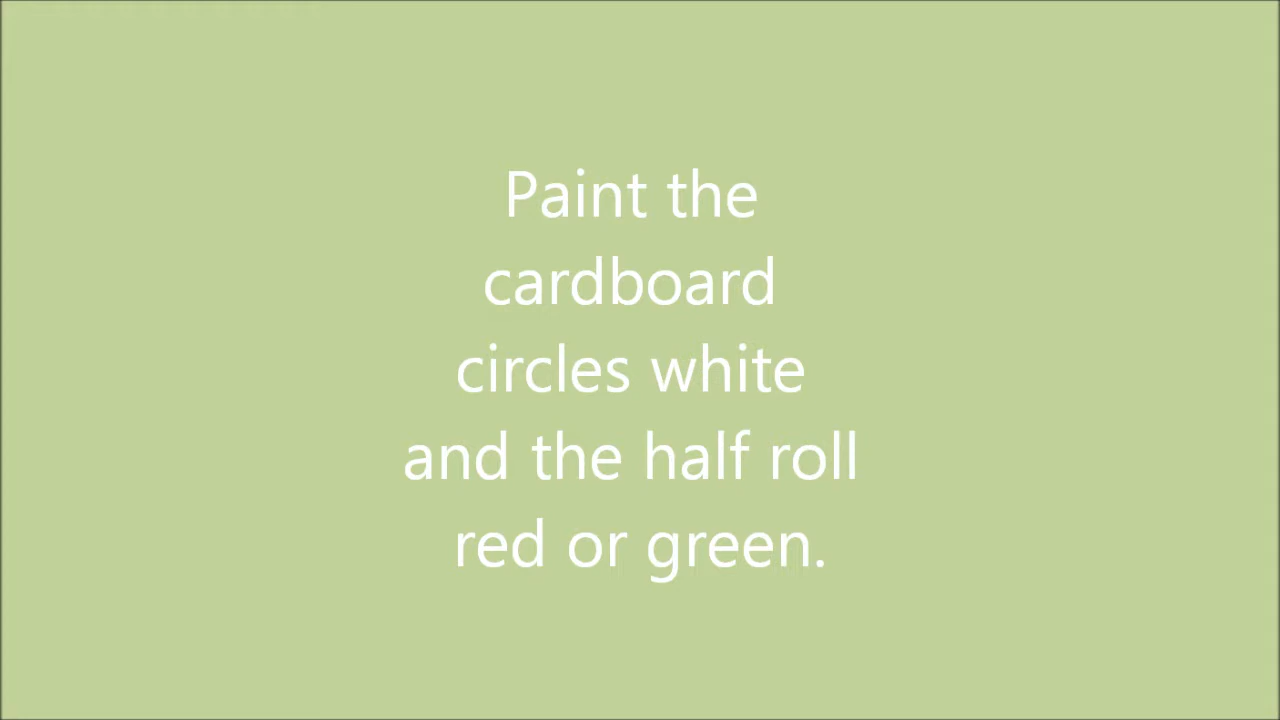 Paint the
cardboard
circles white
and the half roll
red or green.